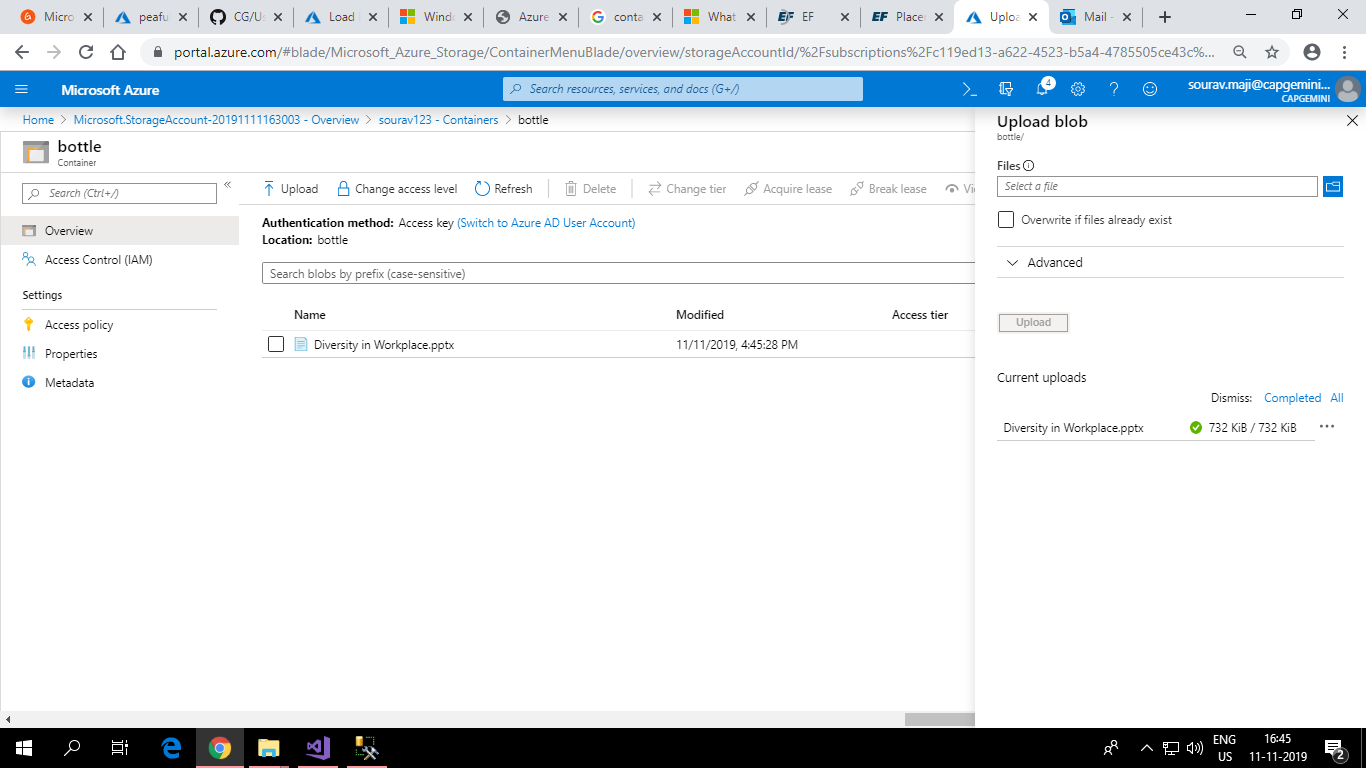 Micro
peafu
CG/Us
Load
Windo
Azure
conta
What
EF EF
EF Placem
Uploa
Mail -
portal.azure.com/#blade/Microsoft_Azure_Storage/ContainerMenuBlade/overview/storageAccountId/%2Fsubscriptions%2Fc119ed13-a622-4523-b5a4-4785505ce43c%...
Microsoft Azure
Search resources, services, and docs (G+/)
4
sourav.maji@capgemini...
CAPGEMINI
Home > Microsoft.StorageAccount-20191111163003 - Overview > sourav123 - Containers > bottle
bottle
Container
Search (Ctrl+/)
«
Overview
Access Control (IAM)
Settings
Access policy
Properties
Metadata
Upload Change access level Refresh Delete Change tier Acquire lease Break lease
Authentication method: Access key (Switch to Azure AD User Account)
Location: bottle
Search blobs by prefix (case-sensitive)
Name Modified Access tier
Diversity in Workplace.pptx 11/11/2019, 4:45:28 PM
Upload blob
bottle/
Files
Select a file
Overwrite if files already exist
Advanced
Upload
Current uploads
Dismiss: Completed All
Diversity in Workplace.pptx 732 KiB / 732 KiB
ENG
US
16:45
11-11-2019
2